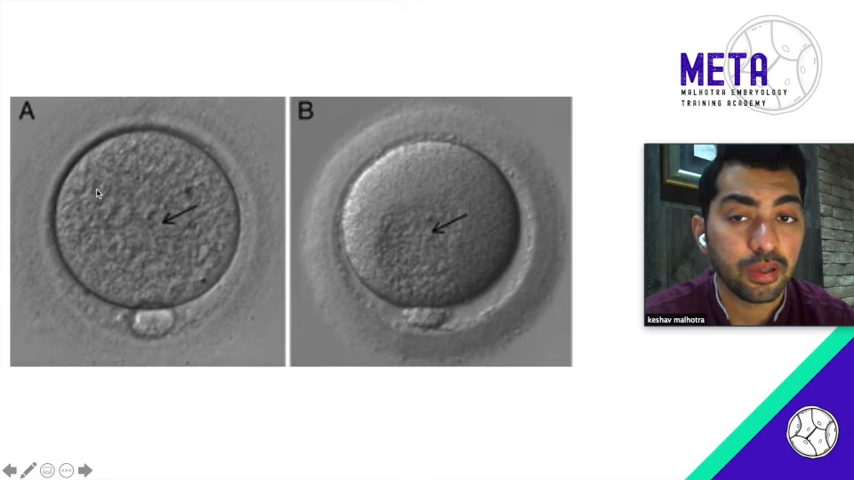 A
B
META
MALHOTRA EMBRYOLOGY
TRAINING ACADEMY
keshav malhotra